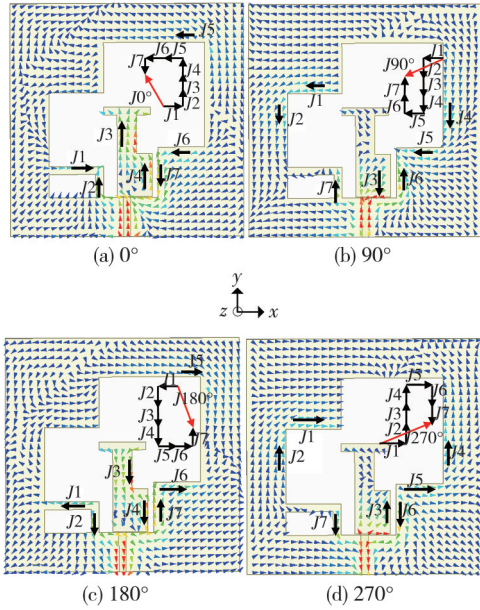 J5
J6 J5
J7 J4
J3
J0° J2
J1
J3
J6
J1
J4 J7
J2
(a) 0°
J1
J90° J2
J3
J7 J4
J5
J1
J2 J4
J5
J7 J3 J6
(b) 90°
y
z x
J1 J5
J2 J180°
J3
J4 J7
J5 J6
J3
J6
J1
J2 J4 J7
(c) 180°
J5
J4 J6
J3 J7
J2
J1 J270°
J1
J2 J4
J5
J7 J3 J6
(d) 270°